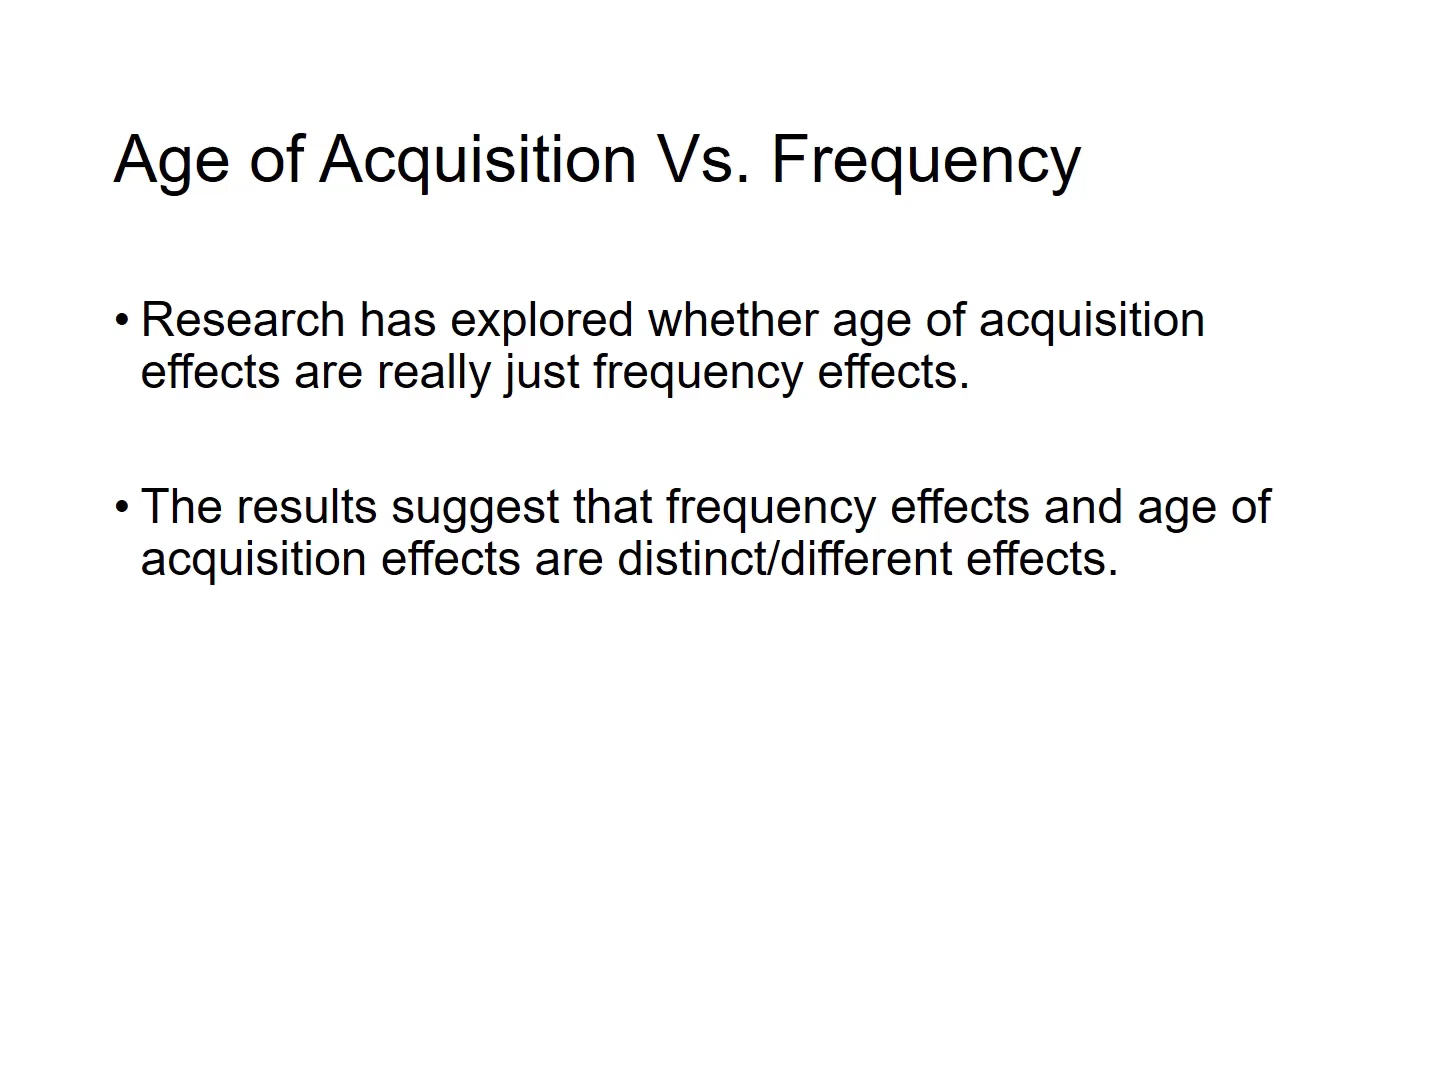 Age of Acquisition Vs. Frequency
• Research has explored whether age of acquisition
effects are really just frequency effects.
• The results suggest that frequency effects and age of
acquisition effects are distinct/different effects.